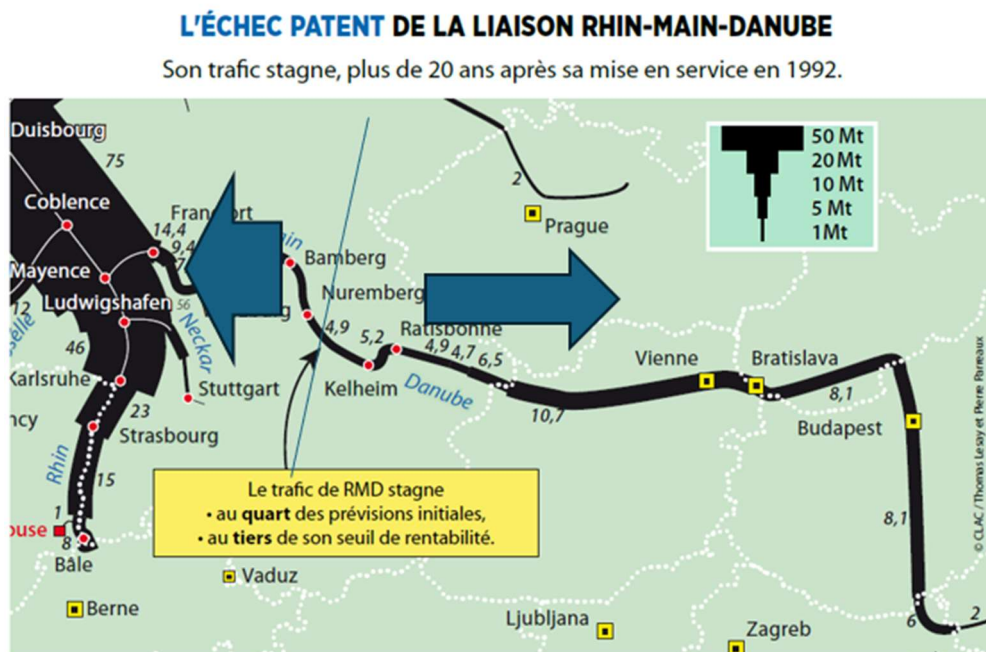 L'ÉCHEC PATENT DE LA LIAISON RHIN-MAIN-DANUBE
Son trafic stagne, plus de 20 ans après sa mise en service en 1992.
Duisbourg
75
Coblence
Francfort
14,4
9,4
7
Mayence
12
Ludwigshafen
56
Neckar
46
Karlsruhe
Stuttgart
23
Strasbourg
Rhin
15
1
8
Bâle
Berne
Vaduz
Bamberg
Nuremberg
4,9
5,2
Ratisbonne
4,9
4,7
6,5
Kelheim
Danube
10,7
2
Prague
50 Mt
20 Mt
10 Mt
5 Mt
1 Mt
Vienne
Bratislava
8,1
Budapest
8,1
6
2
Ljubljana
Zagreb
Le trafic de RMD stagne
• au quart des prévisions initiales,
• au tiers de son seuil de rentabilité.
© CLAC / Thomas Lesay et Pierre Parreaux